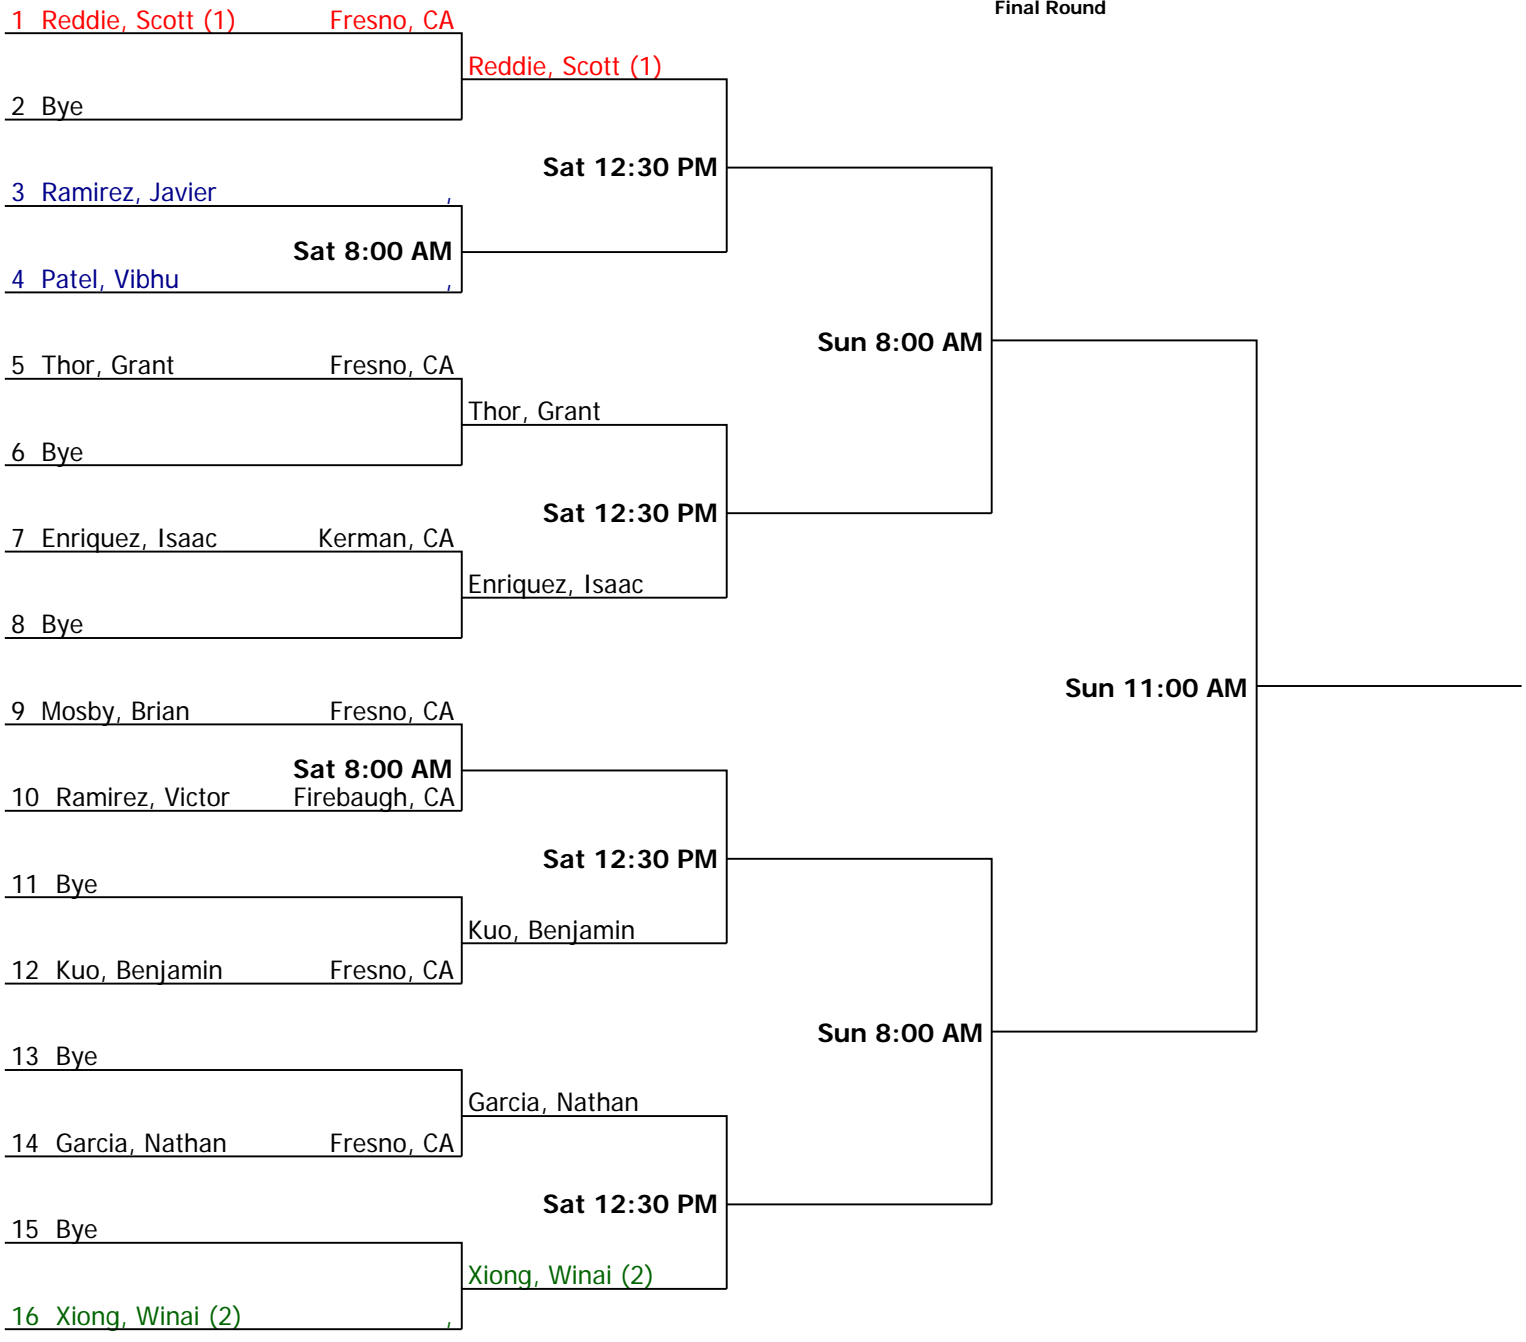 Final Round
1 Reddie, Scott (1) Fresno, CA
Reddie, Scott (1)
2 Bye
Sat 12:30 PM
3 Ramirez, Javier ,
Sat 8:00 AM
4 Patel, Vibhu ,
Sun 8:00 AM
5 Thor, Grant Fresno, CA
Thor, Grant
6 Bye
Sat 12:30 PM
7 Enriquez, Isaac Kerman, CA
Enriquez, Isaac
8 Bye
Sun 11:00 AM
9 Mosby, Brian Fresno, CA
Sat 8:00 AM
10 Ramirez, Victor Firebaugh, CA
Sat 12:30 PM
11 Bye
Kuo, Benjamin
12 Kuo, Benjamin Fresno, CA
Sun 8:00 AM
13 Bye
Garcia, Nathan
14 Garcia, Nathan Fresno, CA
Sat 12:30 PM
15 Bye
Xiong, Winai (2)
16 Xiong, Winai (2) ,